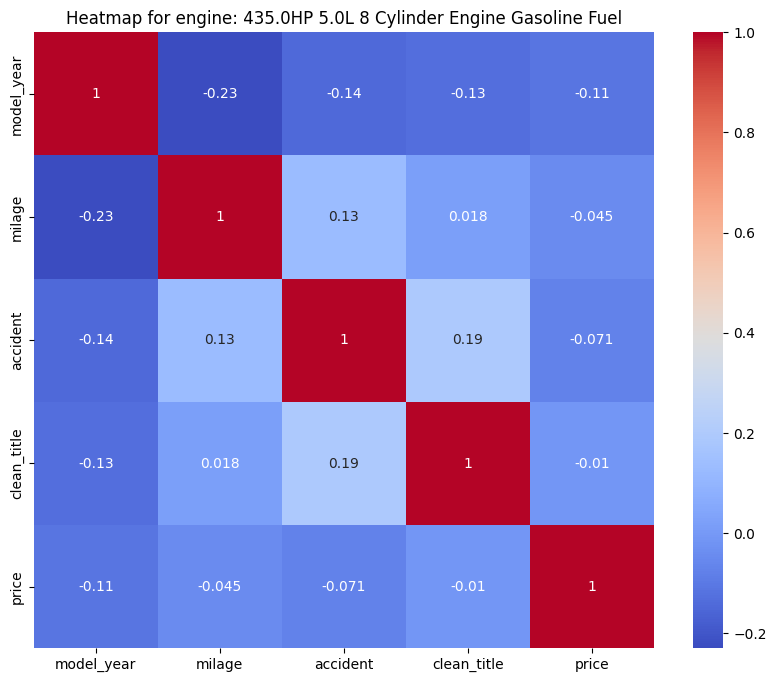 Heatmap for engine: 435.0HP 5.0L 8 Cylinder Engine Gasoline Fuel
model_year
1
-0.23
-0.14
-0.13
-0.11
milage
-0.23
1
0.13
0.018
-0.045
accident
-0.14
0.13
1
0.19
-0.071
clean_title
-0.13
0.018
0.19
1
-0.01
price
-0.11
-0.045
-0.071
-0.01
1
model_year
milage
accident
clean_title
price
1.0
0.8
0.6
0.4
0.2
0.0
−0.2